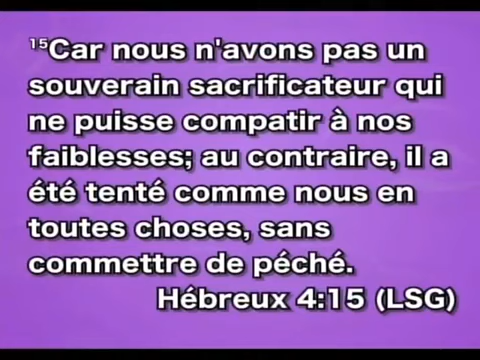 ¹⁵Car nous n'avons pas un
souverain sacrificateur qui
ne puisse compatir à nos
faiblesses; au contraire, il a
été tenté comme nous en
toutes choses, sans
commettre de péché.
Hébreux 4:15 (LSG)